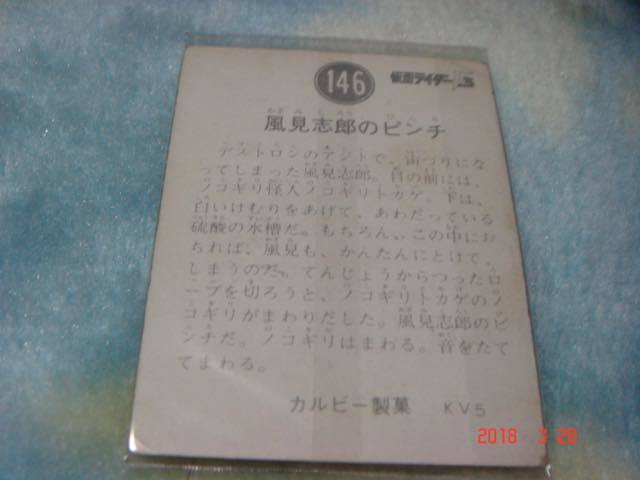 146
仮面ライダーV3
風見志郎のピンチ
かざみしろう
デストロンのアジトで、宙づりにな
ってしまった風見志郎。目の前には、
ノコギリ怪人ノコギリトカゲ。下は、
白いけむりをあげて、あわだっている
硫酸の水槽だ。もちろん、この中にお
ちれば、風見も、かんたんにとけて、
しまうのだ。てんじょうからつったロ
ープを切ろうと、ノコギリトカゲのノ
コギリがまわりだした。風見志郎のピ
ンチだ。ノコギリはまわる。音をたて
てまわる。
カルビー製菓 KV5
2018 3 28